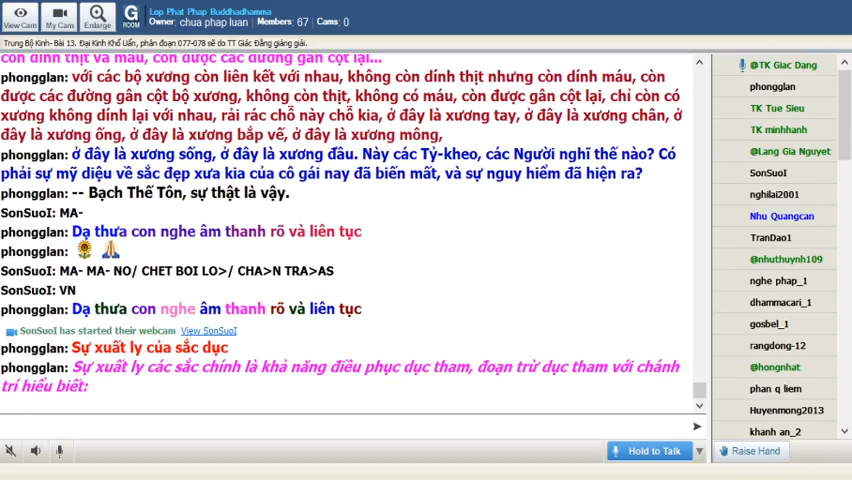 Lop Phat Phap Buddhadhamma
Owner: chua phap luan Members: 67 Cams: 0
View Cam
My Cam
Enlarge
G
ROOM
Trung Bộ Kinh- Bài 13. Đại Kinh Khổ Uẩn, phân đoạn 077-078 sẽ do TT Giác Đẳng giảng giải.
còn dính thịt và máu, còn được các đường gân cột lại...
phongglan: với các bộ xương còn liên kết với nhau, không còn dính thịt nhưng còn dính máu, còn
được các đường gân cột bộ xương, không còn thịt, không có máu, còn được gân cột lại, chỉ còn có
xương không dính lại với nhau, rải rác chỗ này chỗ kia, ở đây là xương tay, ở đây là xương chân, ở
đây là xương ống, ở đây là xương bắp vế, ở đây là xương mông,
phongglan: ở đây là xương sống, ở đây là xương đầu. Này các Tỷ-kheo, các Người nghĩ thế nào? Có
phải sự mỹ diệu về sắc đẹp xưa kia của cô gái nay đã biến mất, và sự nguy hiểm đã hiện ra?
phongglan: -- Bạch Thế Tôn, sự thật là vậy.
SonSuoI: MA-
phongglan: Dạ thưa con nghe âm thanh rõ và liên tục
phongglan:
SonSuoI: MA- MA- NO/ CHET BOI LO>/ CHA>N TRA>AS
SonSuoI: VN
phongglan: Dạ thưa con nghe âm thanh rõ và liên tục
SonSuoI has started their webcam View SonSuoI
phongglan: Sự xuất ly của sắc dục
phongglan: Sự xuất ly các sắc chính là khả năng điều phục dục tham, đoạn trừ dục tham với chánh
trí hiểu biết:
Hold to Talk
@TK Giac Dang
phongglan
TK Tue Sieu
TK minhhanh
@Lang Gia Nguyet
SonSuoI
nghilai2001
Nhu Quangcan
TranDao1
@nhuthuynh109
nghe phap_1
dhammacari_1
gosbel_1
rangdong-12
@hongnhat
phan q liem
Huyenmong2013
khanh an_2
Raise Hand